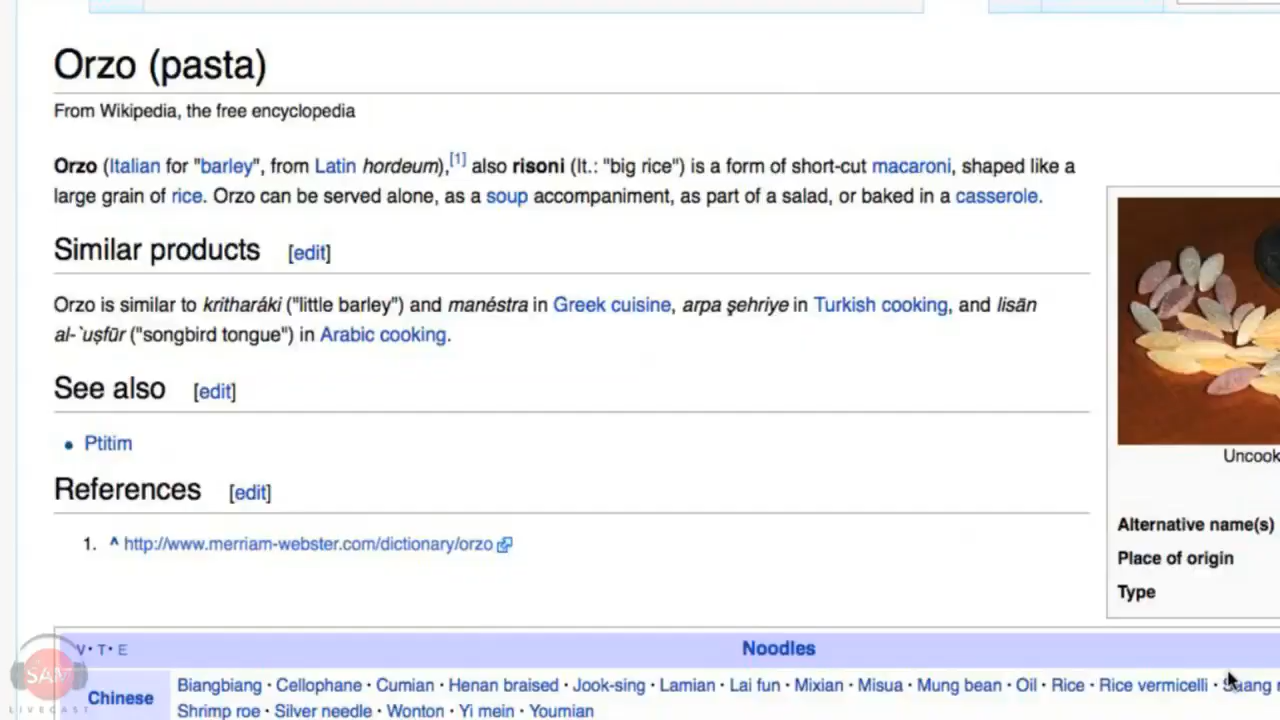 Orzo (pasta)
From Wikipedia, the free encyclopedia
Orzo (Italian for "barley", from Latin hordeum),[1] also risoni (It.: "big rice") is a form of short-cut macaroni, shaped like a
large grain of rice. Orzo can be served alone, as a soup accompaniment, as part of a salad, or baked in a casserole.
Similar products [edit]
Orzo is similar to kritharáki ("little barley") and manéstra in Greek cuisine, arpa şehriye in Turkish cooking, and lisān
al-`uṣfūr ("songbird tongue") in Arabic cooking.
See also [edit]
• Ptitim
References [edit]
1. ^ http://www.merriam-webster.com/dictionary/orzo
Uncook
Alternative name(s)
Place of origin
Type
V · T · E
Noodles
Chinese
Biangbiang · Cellophane · Cumian · Henan braised · Jook-sing · Lamian · Lai fun · Mixian · Misua · Mung bean · Oil · Rice · Rice vermicelli ·
Shrimp roe · Silver needle · Wonton · Yi mein · Youmian
SAM
LIVECAST